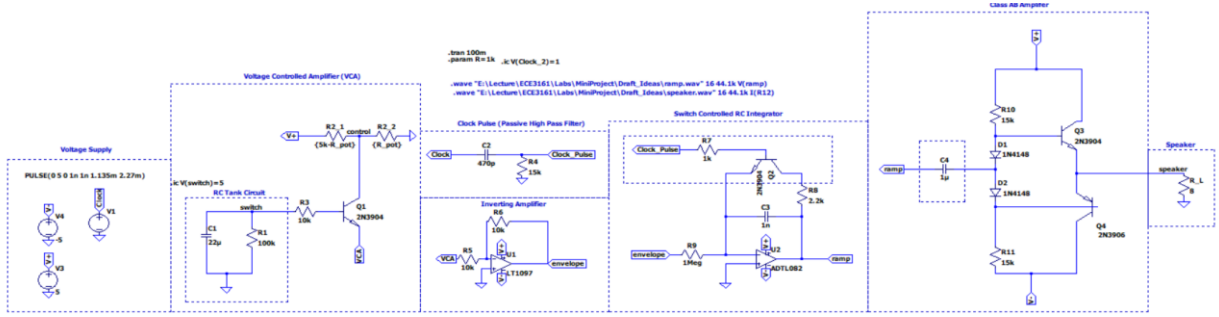 Class AB Amplifer
.tran 100m
.param R=1k .ic V(Clock_2)=1
.wave "E:\Lecture\ECE3161\Labs\MiniProject\Draft_Ideas\ramp.wav" 16 44.1k V(ramp)
.wave "E:\Lecture\ECE3161\Labs\MiniProject\Draft_Ideas\speaker.wav" 16 44.1k I(R12)
Voltage Supply
PULSE(0 5 0 1n 1n 1.135m 2.27m)
V-
V4
-5
Clock
V1
V+
V3
5
Voltage Controlled Amplifier (VCA)
V+
R2_1
{5k-R_pot}
control
R2_2
{R_pot}
.ic V(switch)=5
RC Tank Circuit
switch
C1
22µ
R1
100k
R3
10k
Q1
2N3904
VCA
Clock Pulse (Passive High Pass Filter)
Clock
C2
470p
R4
15k
Clock_Pulse
Inverting Amplifier
VCA
R5
10k
R6
10k
V+
U1
LT1097
V-
envelope
Switch Controlled RC Integrator
Clock_Pulse
R7
1k
2N3904
Q2
R8
2.2k
C3
1n
envelope
R9
1Meg
V+
U2
ADTL082
V-
ramp
V+
R10
15k
Q3
2N3904
D1
1N4148
ramp
C4
1µ
D2
1N4148
Q4
2N3906
R11
15k
V-
Speaker
speaker
R_L
8